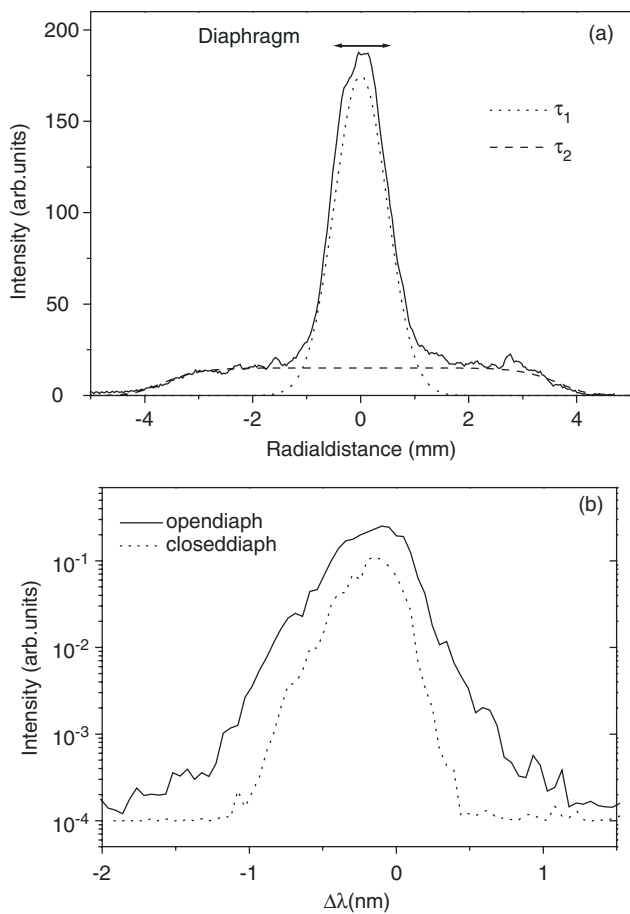 200
150
100
50
0
Intensity (arb.units)
Diaphragm
(a)
τ1
τ2
-4
-2
0
2
4
Radialdistance (mm)
(b)
opendiaph
closeddiaph
10-1
10-2
10-3
10-4
Intensity (arb.units)
-2
-1
0
1
Δλ(nm)